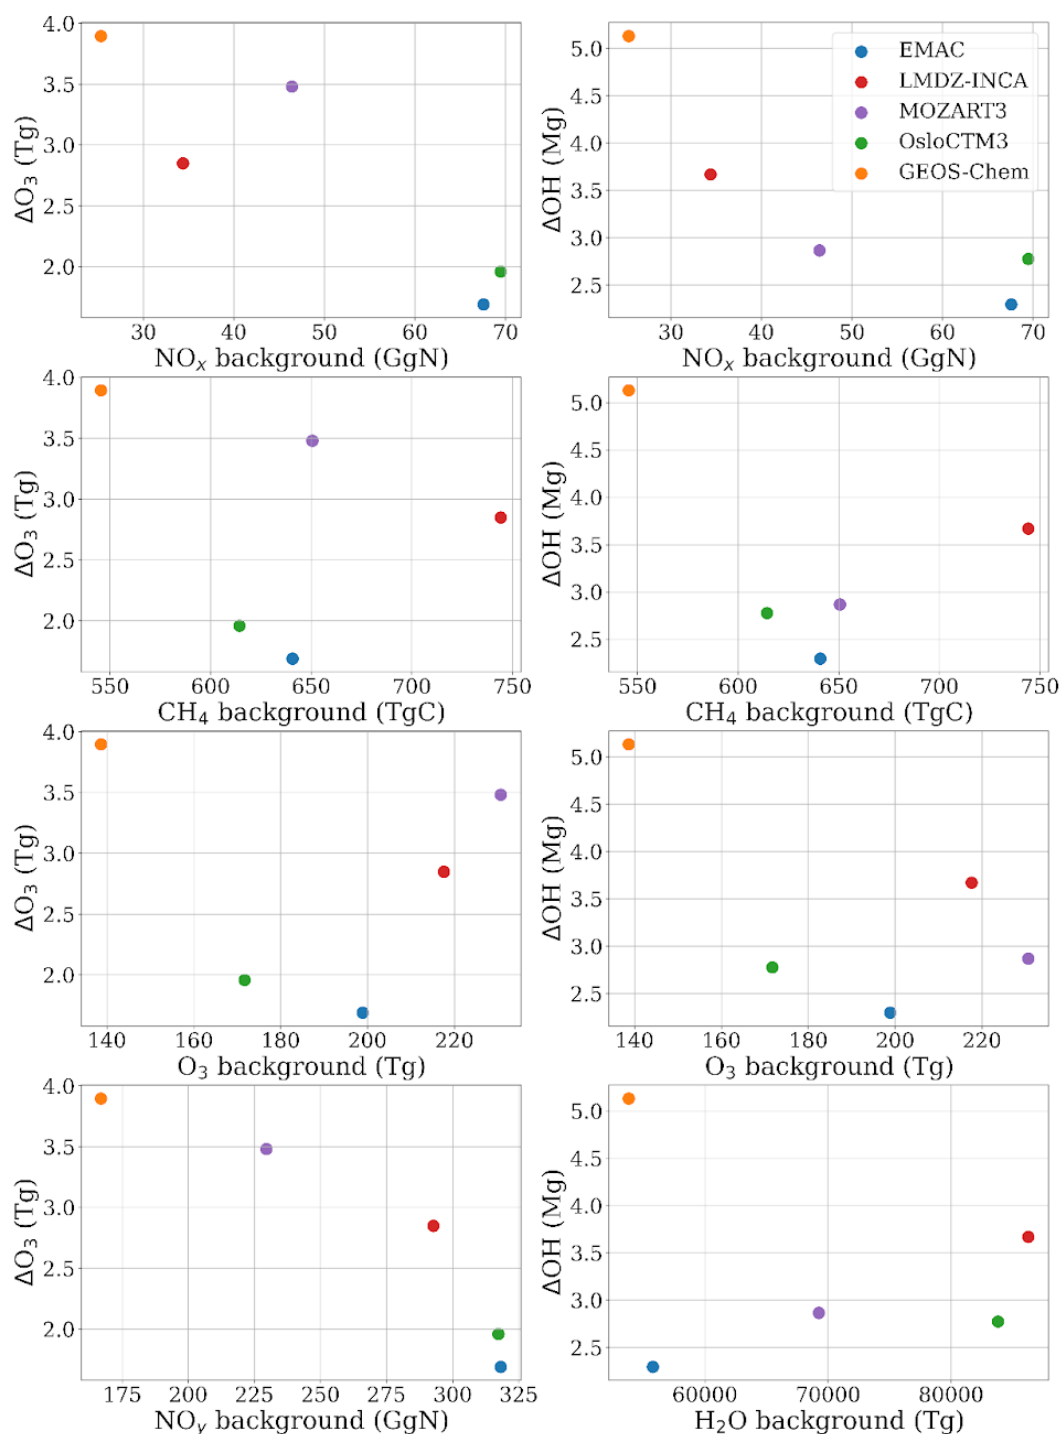 4.0
3.5
3.0
2.5
2.0
ΔO₃ (Tg)
30 40 50 60 70
NOₓ background (GgN)
5.0
4.5
4.0
3.5
3.0
2.5
ΔOH (Mg)
EMAC
LMDZ-INCA
MOZART3
OsloCTM3
GEOS-Chem
30 40 50 60 70
NOₓ background (GgN)
4.0
3.5
3.0
2.5
2.0
ΔO₃ (Tg)
550 600 650 700 750
CH₄ background (TgC)
5.0
4.5
4.0
3.5
3.0
2.5
ΔOH (Mg)
550 600 650 700 750
CH₄ background (TgC)
4.0
3.5
3.0
2.5
2.0
ΔO₃ (Tg)
140 160 180 200 220
O₃ background (Tg)
5.0
4.5
4.0
3.5
3.0
2.5
ΔOH (Mg)
140 160 180 200 220
O₃ background (Tg)
4.0
3.5
3.0
2.5
2.0
ΔO₃ (Tg)
175 200 225 250 275 300 325
NO_y background (GgN)
5.0
4.5
4.0
3.5
3.0
2.5
ΔOH (Mg)
60000 70000 80000
H₂O background (Tg)